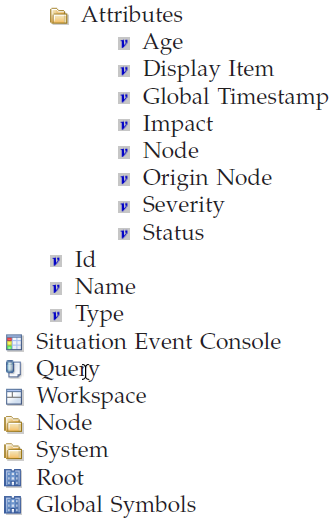 Attributes
Age
Display Item
Global Timestamp
Impact
Node
Origin Node
Severity
Status
Id
Name
Type
Situation Event Console
Query
Workspace
Node
System
Root
Global Symbols